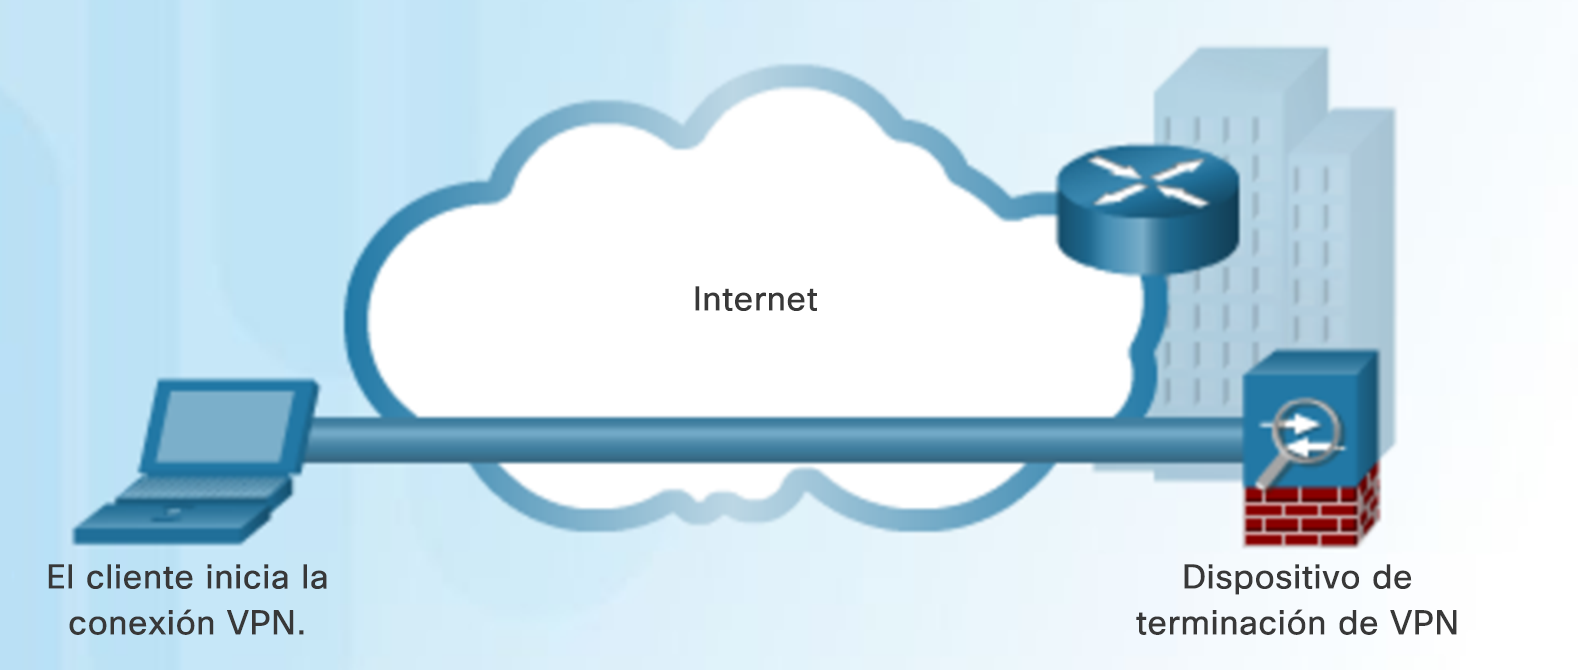 Internet
El cliente inicia la
conexión VPN.
Dispositivo de
terminación de VPN